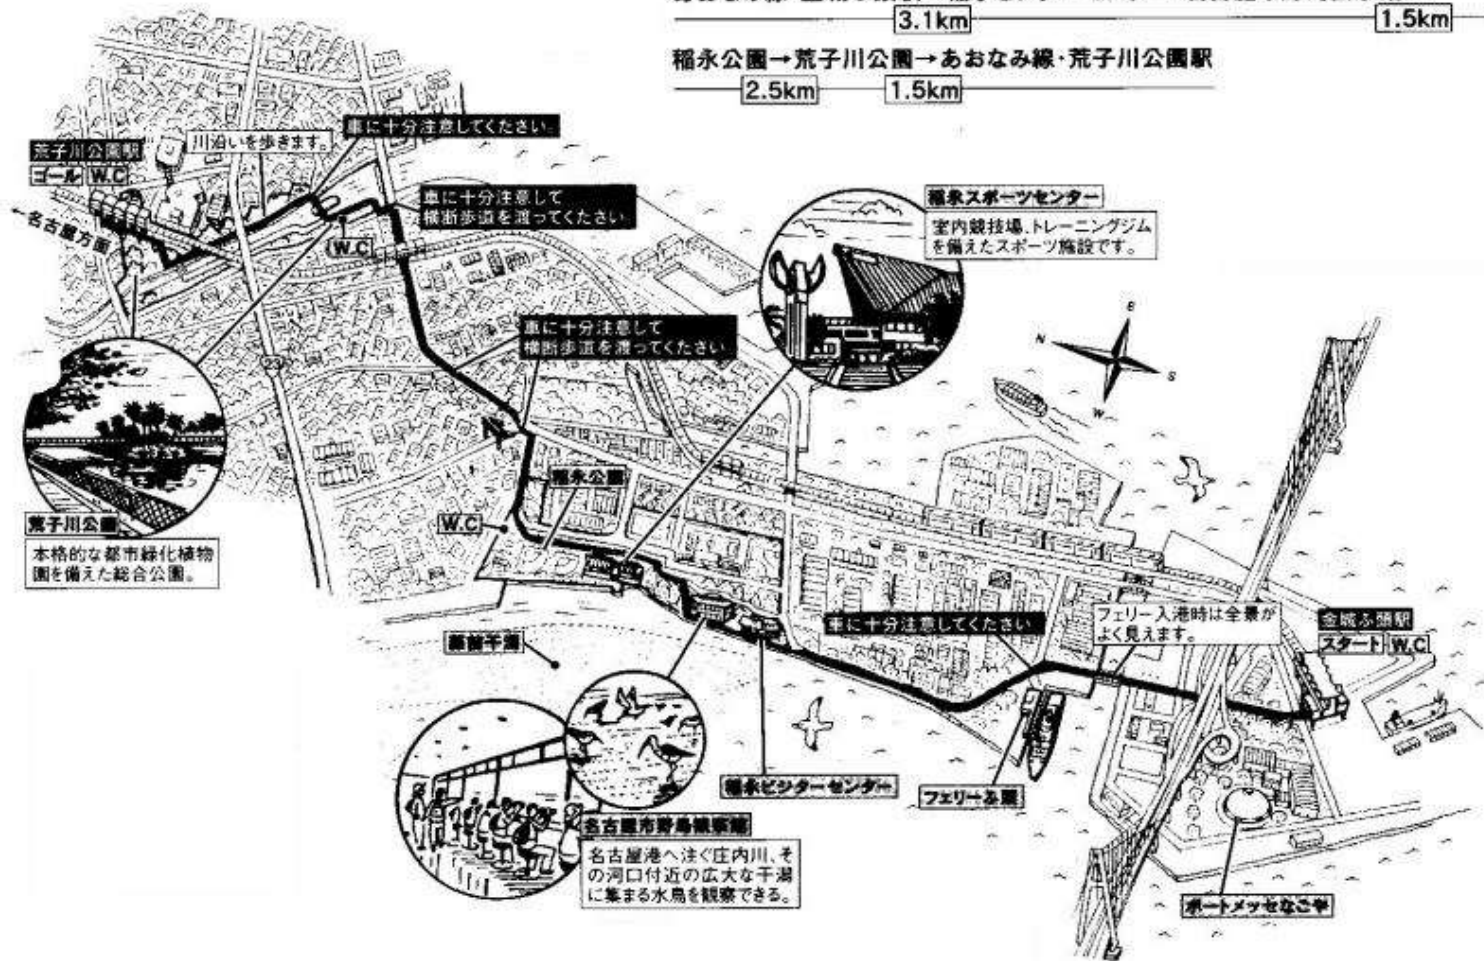 3.1km
1.5km
稲永公園→荒子川公園→あおなみ線・荒子川公園駅
2.5km
1.5km
車に十分注意してください。
川沿いを歩きます。
荒子川公園駅
ゴール W.C
←名古屋方面
車に十分注意して
横断歩道を渡ってください
W.C
稲永スポーツセンター
室内競技場、トレーニングジム
を備えたスポーツ施設です。
車に十分注意して
横断歩道を渡ってください
N
E
S
W
23
荒子川公園
本格的な都市緑化植物
園を備えた総合公園。
稲永公園
W.C
藤前干潟
車に十分注意してください
フェリー入港時は全景が
よく見えます。
金城ふ頭駅
スタート W.C
稲永ビジターセンター
フェリーふ頭
名古屋市野鳥観察館
名古屋港へ注ぐ庄内川、そ
の河口付近の広大な干潟
に集まる水鳥を観察できる。
ポートメッセなごや